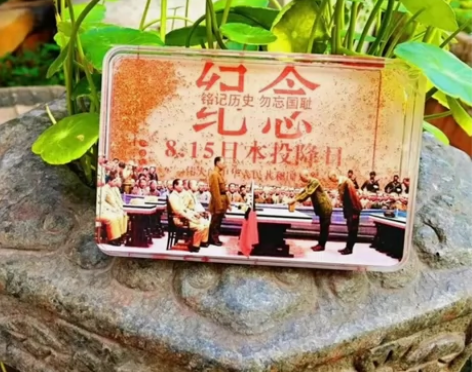 纪念
铭记历史 勿忘国耻
8.15日本投降日